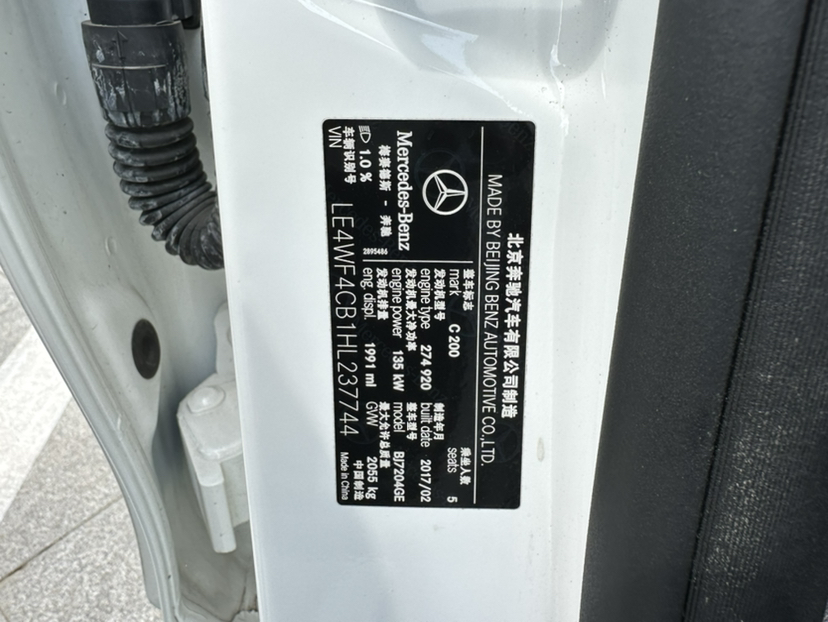 北京奔驰汽车有限公司制造
MADE BY BEIJING BENZ AUTOMOTIVE CO.,LTD.
整车标志 C 200 乘坐人数 5
mark seats
发动机型号 274 920 制造年月 2017/02
engine type built date
发动机最大净功率 135 kW 整车型号 BJ7204GE
engine power model
发动机排量 1991 ml 最大允许总质量 2055 kg
eng. displ. GVW
Mercedes-Benz
梅赛德斯 - 奔驰
1.0 %
2895486
车辆识别号
VIN LE4WF4CB1HL237744
中国制造
Made in China